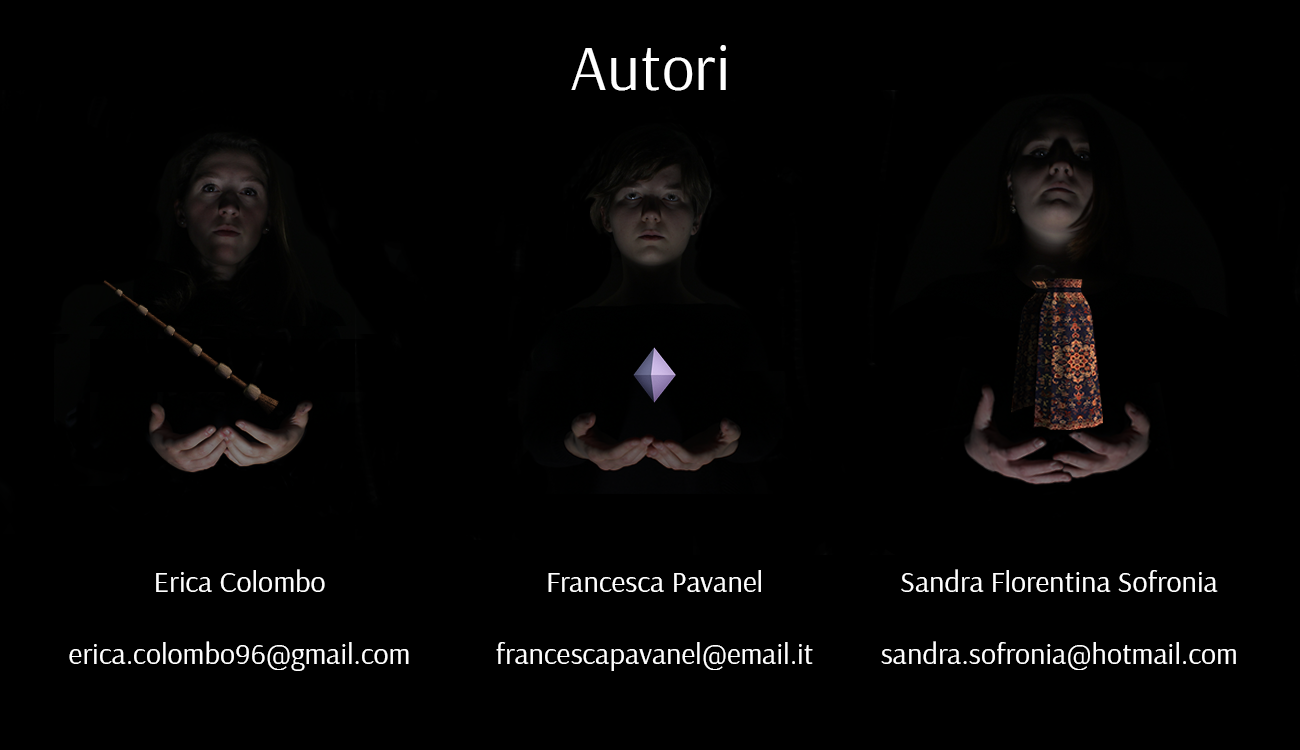 Autori
Erica Colombo
Francesca Pavanel
Sandra Florentina Sofronia
erica.colombo96@gmail.com
francescapavanel@email.it
sandra.sofronia@hotmail.com